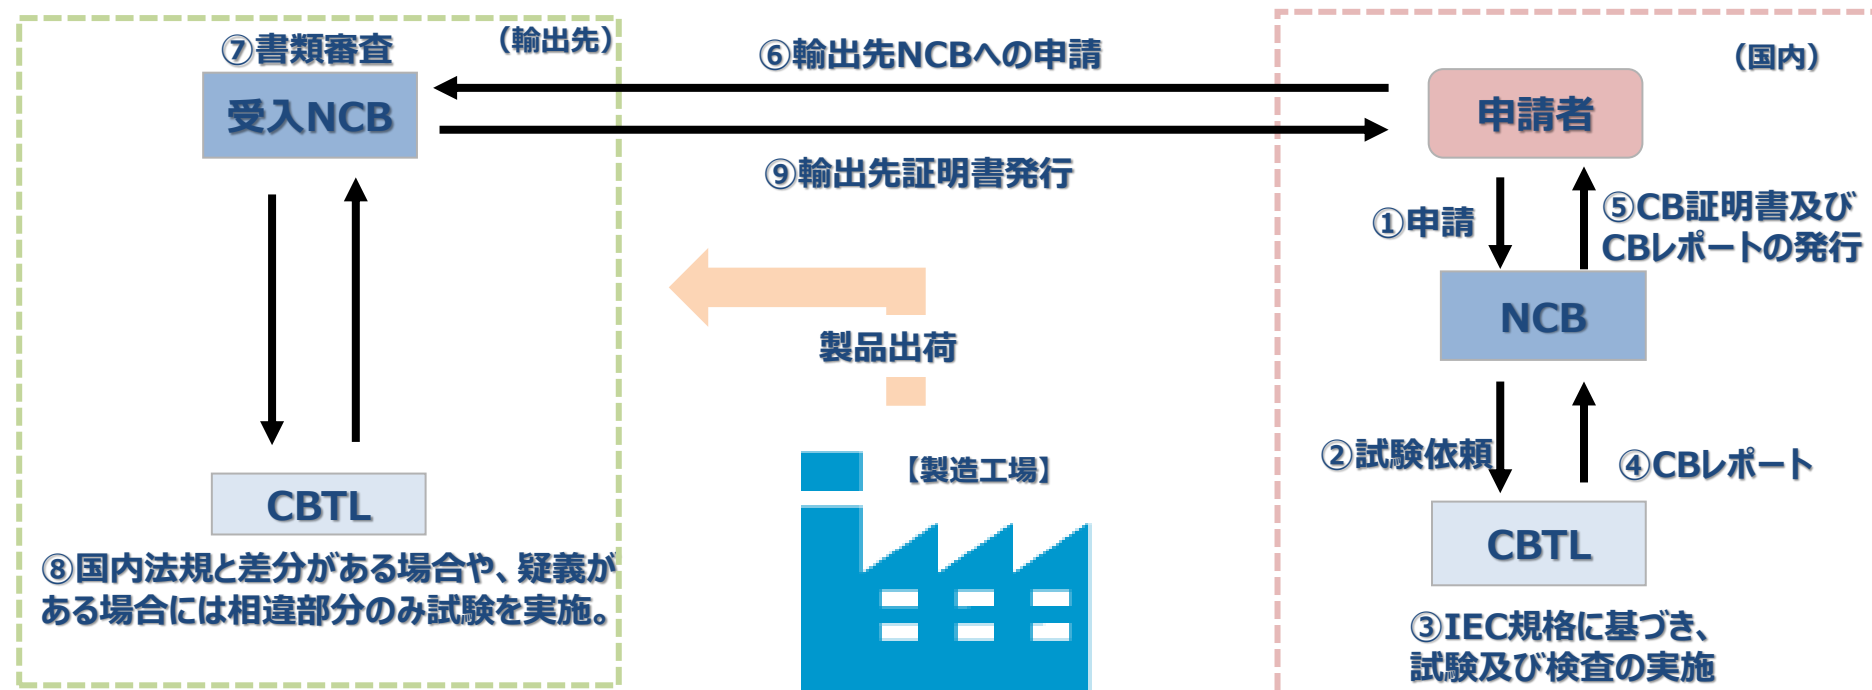 ⑦書類審査
（輸出先）
受入NCB
⑥輸出先NCBへの申請
⑨輸出先証明書発行
（国内）
申請者
①申請
⑤CB証明書及び
CBレポートの発行
NCB
②試験依頼
④CBレポート
CBTL
③IEC規格に基づき、
試験及び検査の実施
製品出荷
【製造工場】
CBTL
⑧国内法規と差分がある場合や、疑義が
ある場合には相違部分のみ試験を実施。